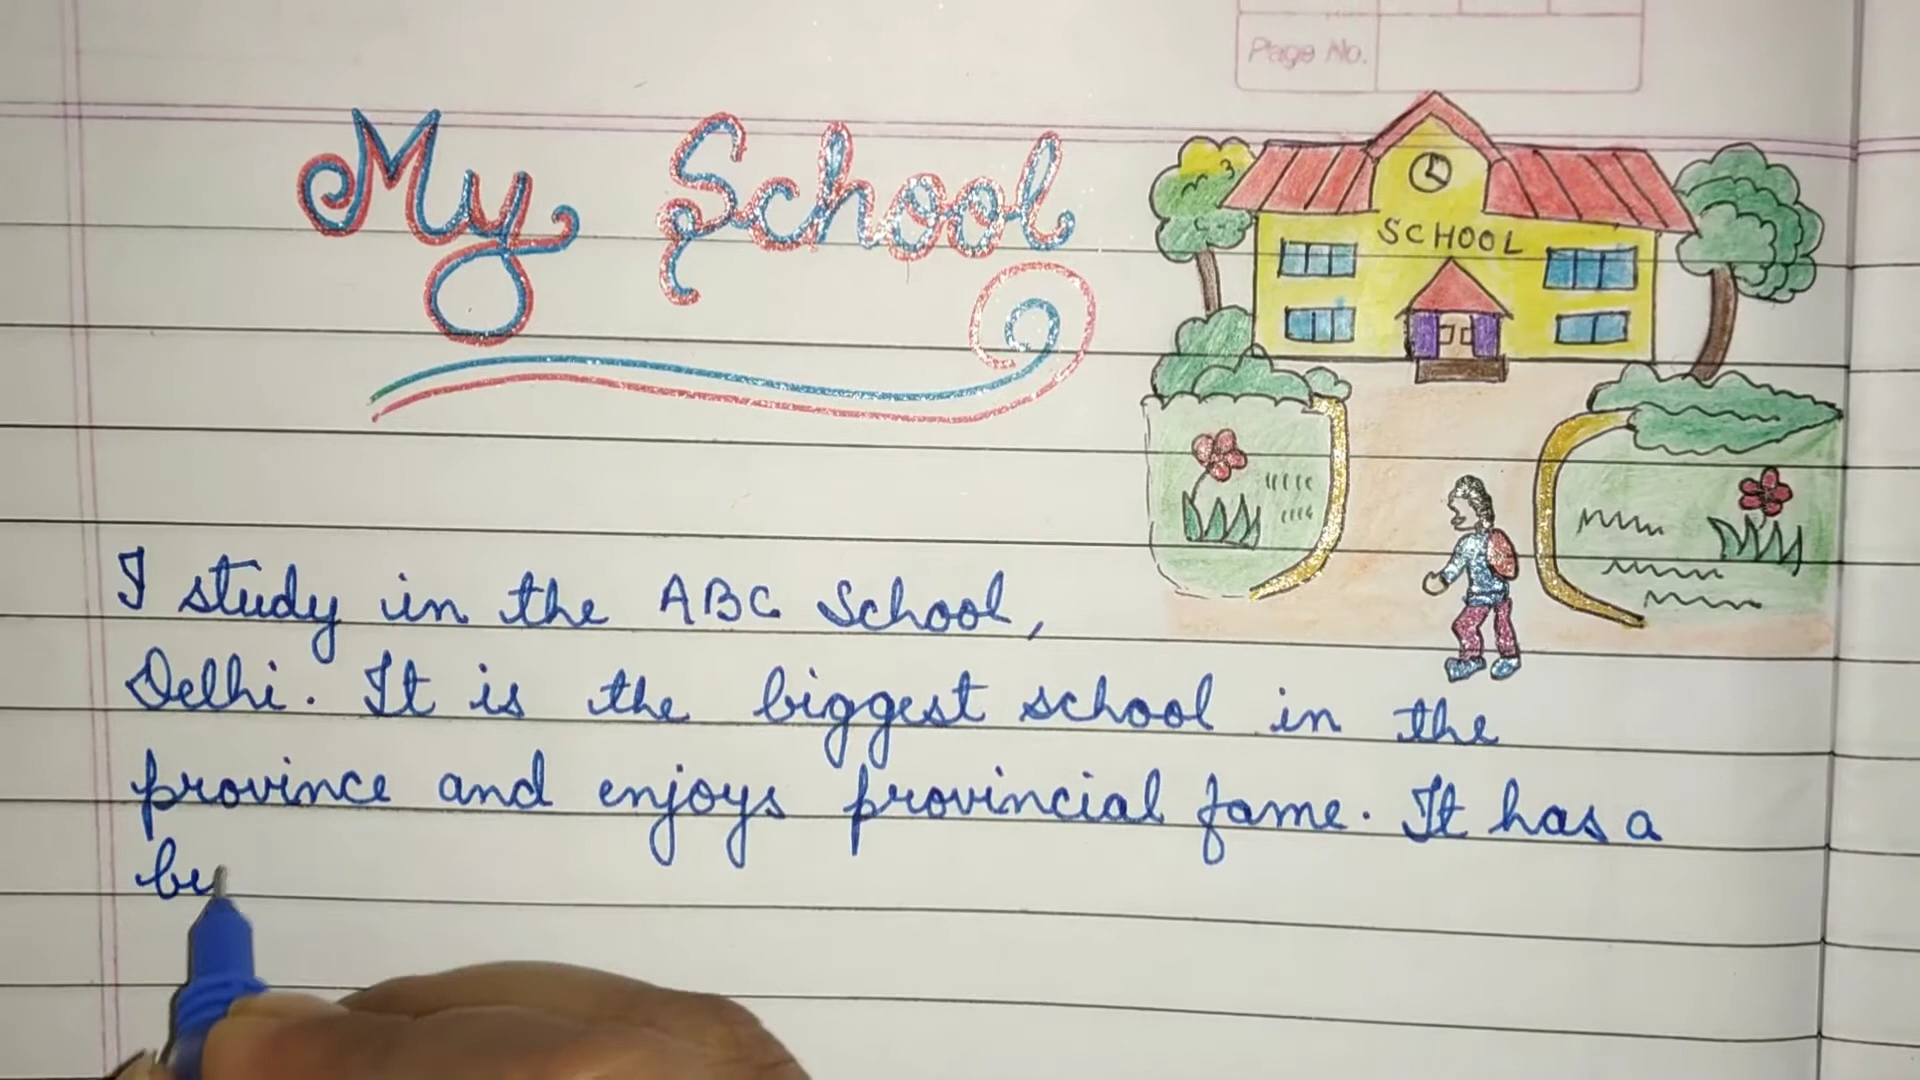 Page No.
My School
SCHOOL
I study in the ABC School,
Delhi. It is the biggest school in the
province and enjoys provincial fame. It has a